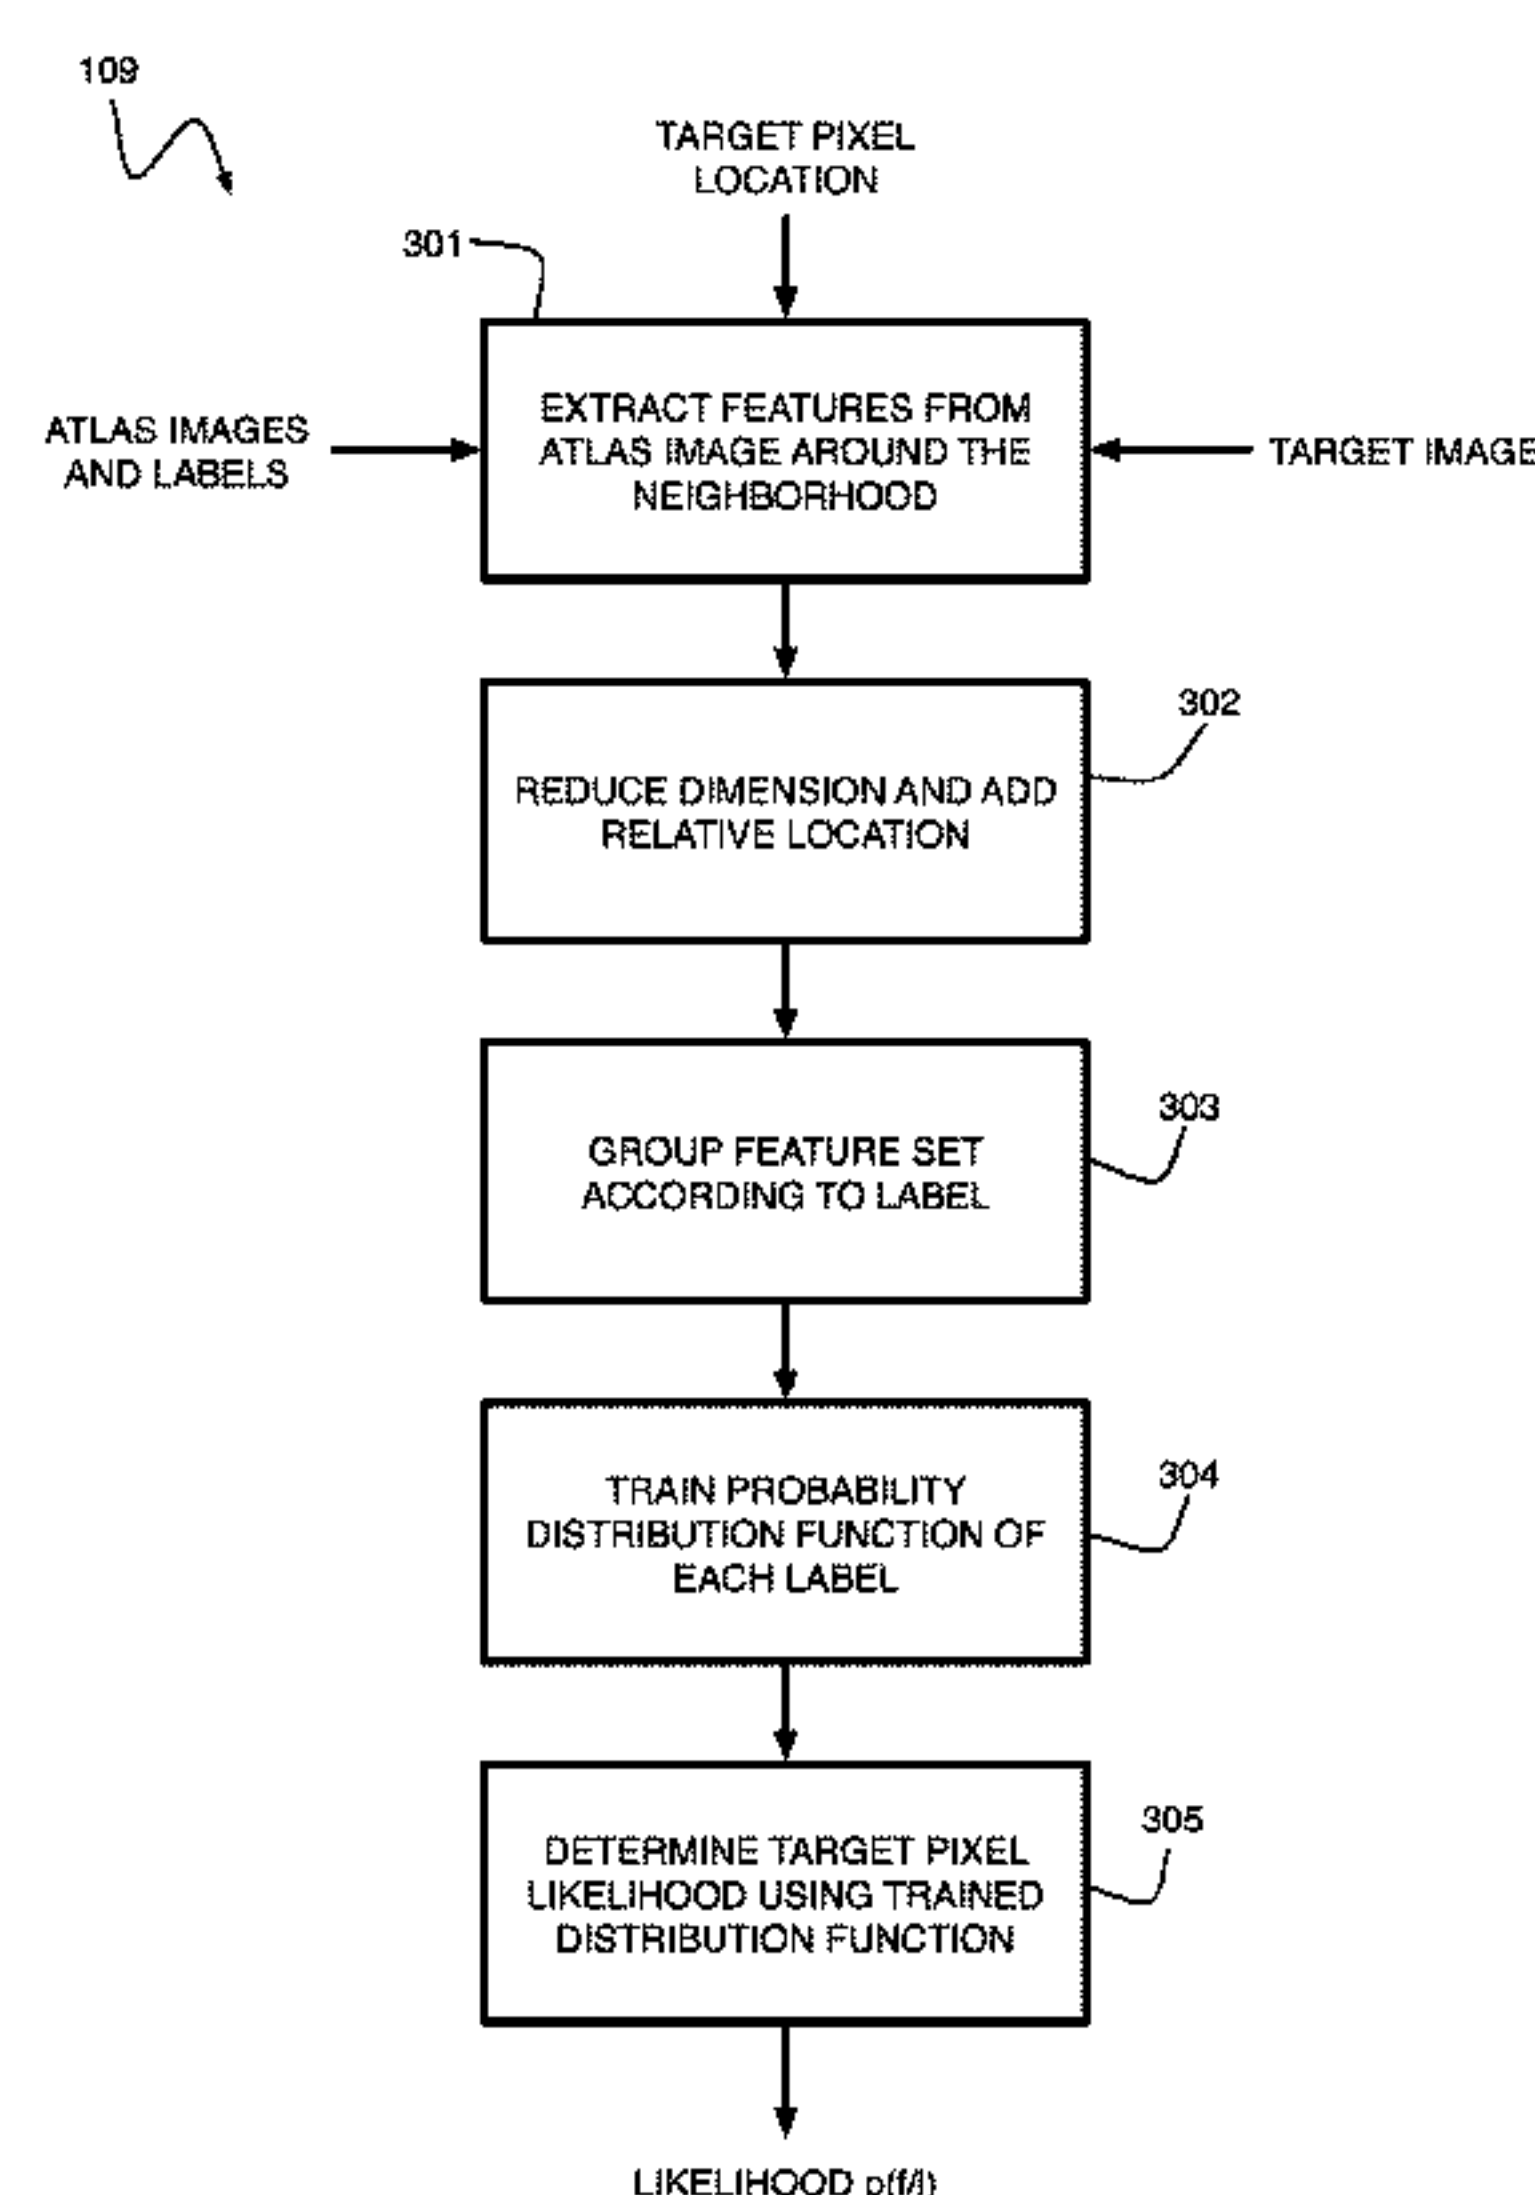 109
TARGET PIXEL
LOCATION
301
EXTRACT FEATURES FROM
ATLAS IMAGE AROUND THE
NEIGHBORHOOD
ATLAS IMAGES
AND LABELS
TARGET IMAGE
302
REDUCE DIMENSION AND ADD
RELATIVE LOCATION
303
GROUP FEATURE SET
ACCORDING TO LABEL
304
TRAIN PROBABILITY
DISTRIBUTION FUNCTION OF
EACH LABEL
305
DETERMINE TARGET PIXEL
LIKELIHOOD USING TRAINED
DISTRIBUTION FUNCTION
LIKELIHOOD p(f/l)